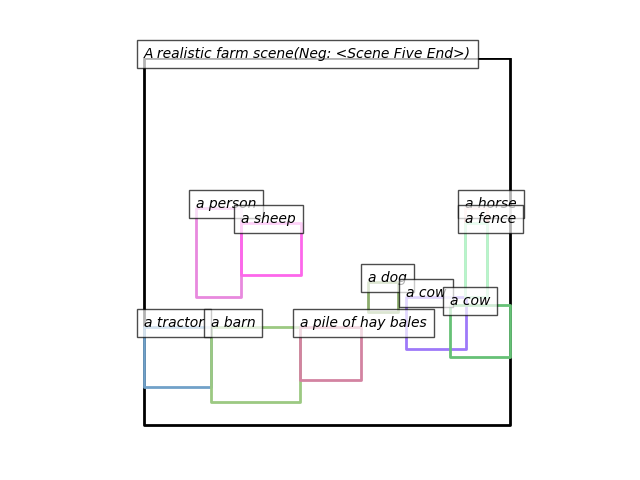 A realistic farm scene(Neg: <Scene Five End>)
a person
a horse
a sheep
a fence
a dog
a cow
a cow
a tractor
a barn
a pile of hay bales